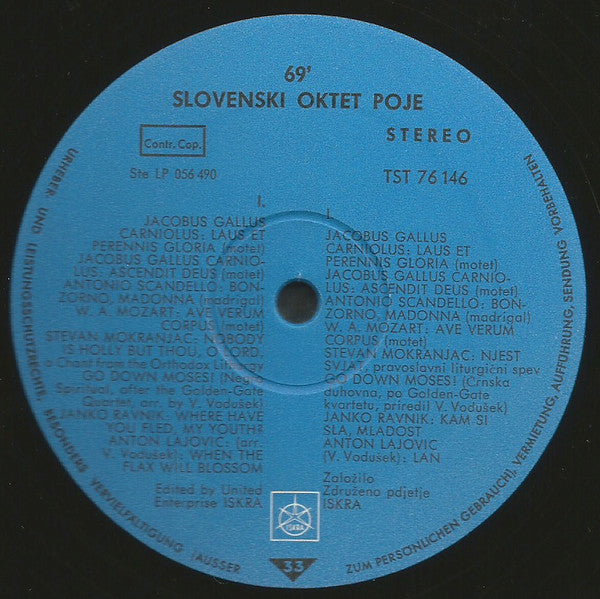 69'
SLOVENSKI OKTET POJE
Contr. Cop.
STEREO
Ste LP 056 490
TST 76 146
I.
JACOBUS GALLUS
CARNIOLUS: LAUS ET
PERENNIS GLORIA (motet)
JACOBUS GALLUS CARNIO-
LUS: ASCENDIT DEUS (motet)
ANTONIO SCANDELLO: BON-
ZORNO, MADONNA (madrigal)
W. A. MOZART: AVE VERUM
CORPUS (motet)
STEVAN MOKRANJAC: NOBODY
IS HOLLY BUT THOU, O LORD,
a Chant from the Orthodox Liturgy
GO DOWN MOSES! (Negro
Spiritual, after the Golden-Gate
Quartet, arr. by V. Vodušek)
JANKO RAVNIK: WHERE HAVE
YOU FLED, MY YOUTH?
ANTON LAJOVIC: (arr.
V. Vodušek): WHEN THE
FLAX WILL BLOSSOM
Edited by United
Enterprise ISKRA
I.
JACOBUS GALLUS
CARNIOLUS: LAUS ET
PERENNIS GLORIA (motet)
JACOBUS GALLUS CARNIO-
LUS: ASCENDIT DEUS (motet)
ANTONIO SCANDELLO: BON-
ZORNO, MADONNA (madrigal)
W. A. MOZART: AVE VERUM
CORPUS (motet)
STEVAN MOKRANJAC: NJEST
SVJAT, pravoslavni liturgični spev
GO DOWN MOSES! (Crnska
duhovna, po Golden-Gate
kvartetu, priredil V. Vodušek)
JANKO RAVNIK: KAM SI
ŠLA, MLADOST
ANTON LAJOVIC
(V. Vodušek): LAN
Založilo
Združeno pdjetje
ISKRA
ISKRA
33
URHEBER- UND LEISTUNGSSCHUTZRECHTE, BESONDERS VERVIELFÄLTIGUNG (AUSSER ZUM PERSÖNLICHEN GEBRAUCH), VERMIETUNG, AUFFÜHRUNG, SENDUNG VORBEHALTEN